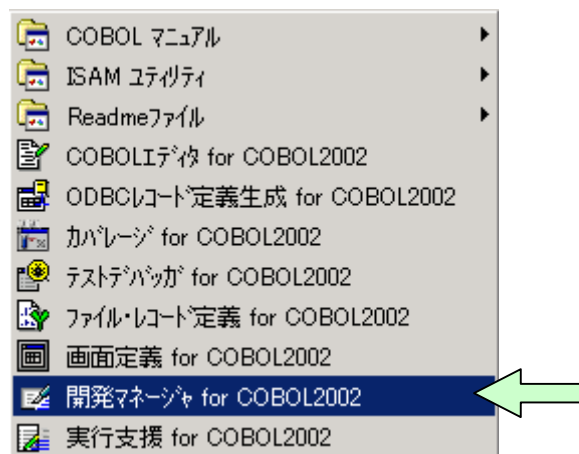 COBOL ﾏﾆｭｱﾙ
ISAM ﾕﾃｨﾘﾃｨ
Readmeﾌｧｲﾙ
COBOLｴﾃﾞｨﾀ for COBOL2002
ODBCﾚｺｰﾄﾞ定義生成 for COBOL2002
ｶﾊﾞﾚｰｼﾞ for COBOL2002
ﾃｽﾄﾃﾞﾊﾞｯｶﾞ for COBOL2002
ﾌｧｲﾙ･ﾚｺｰﾄﾞ定義 for COBOL2002
画面定義 for COBOL2002
開発ﾏﾈｰｼﾞｬ for COBOL2002
実行支援 for COBOL2002